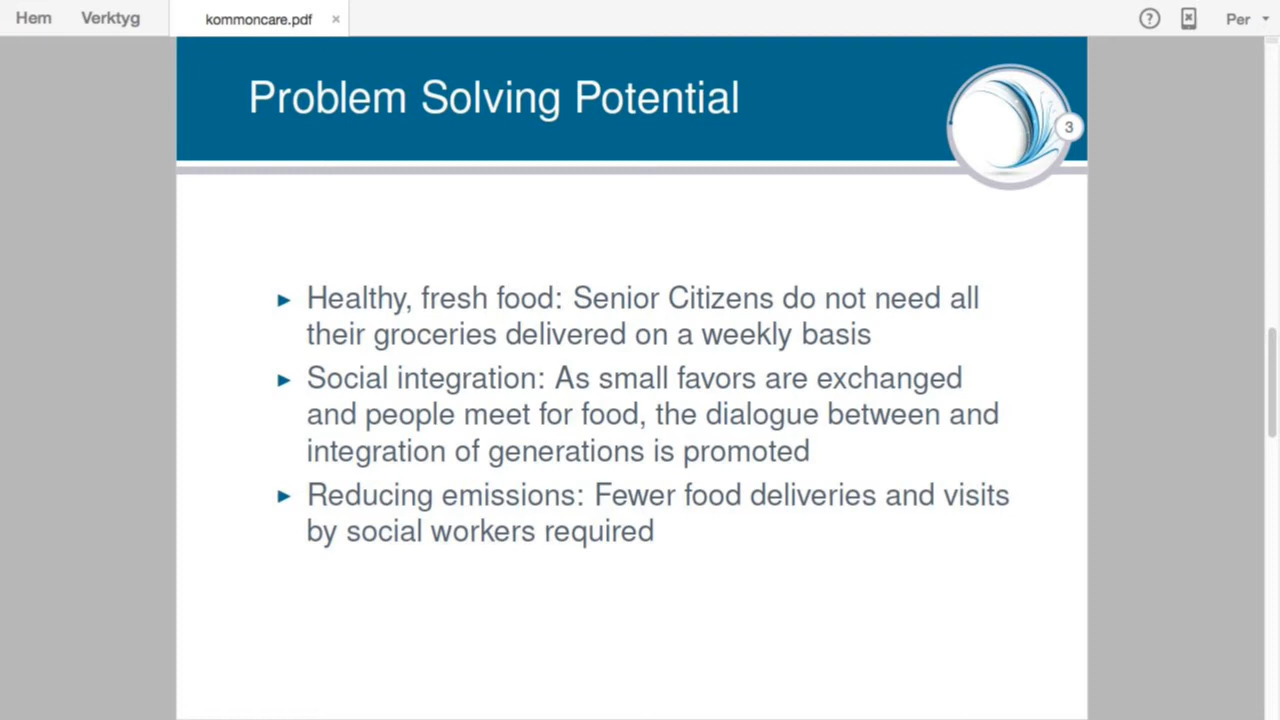 Hem Verktyg kommoncare.pdf × ? Per
Problem Solving Potential
3
Healthy, fresh food: Senior Citizens do not need all
their groceries delivered on a weekly basis
Social integration: As small favors are exchanged
and people meet for food, the dialogue between and
integration of generations is promoted
Reducing emissions: Fewer food deliveries and visits
by social workers required